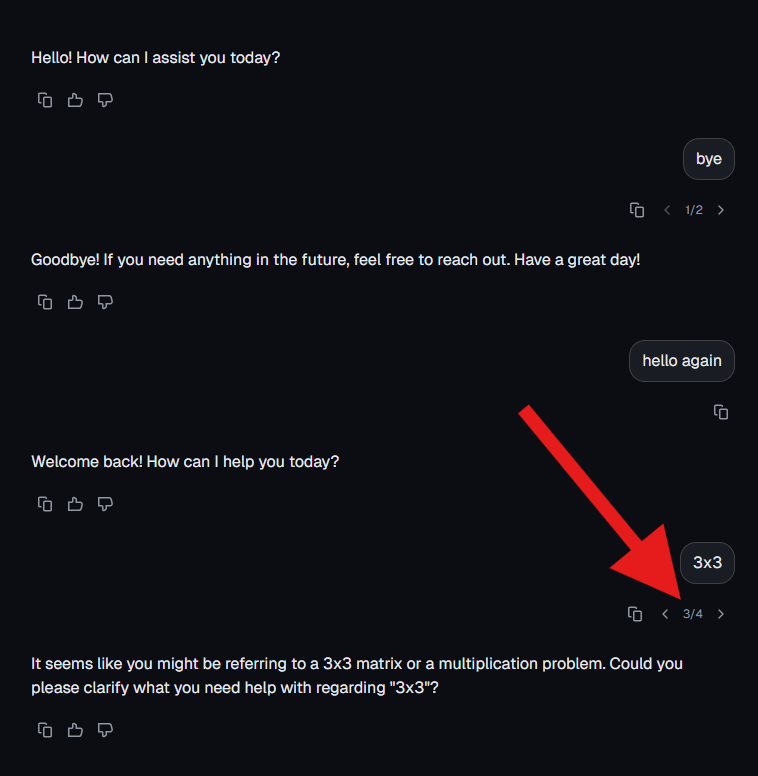 Hello! How can I assist you today?
bye
1/2
Goodbye! If you need anything in the future, feel free to reach out. Have a great day!
hello again
Welcome back! How can I help you today?
3x3
3/4
It seems like you might be referring to a 3x3 matrix or a multiplication problem. Could you
please clarify what you need help with regarding "3x3"?